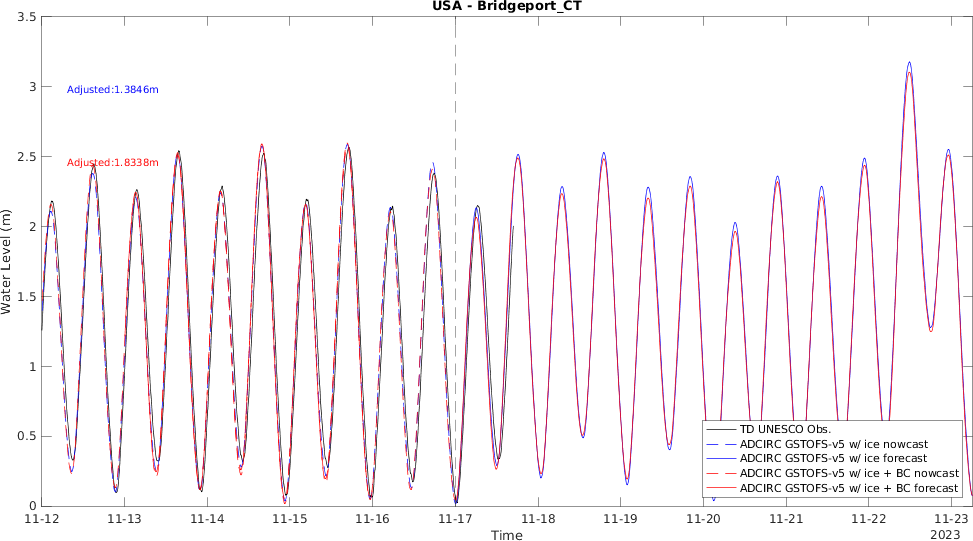 USA - Bridgeport_CT
3.5
3
2.5
2
1.5
1
0.5
0
Water Level (m)
Adjusted:1.3846m
Adjusted:1.8338m
TD UNESCO Obs.
ADCIRC GSTOFS-v5 w/ ice nowcast
ADCIRC GSTOFS-v5 w/ ice forecast
ADCIRC GSTOFS-v5 w/ ice + BC nowcast
ADCIRC GSTOFS-v5 w/ ice + BC forecast
11-12 11-13 11-14 11-15 11-16 11-17 11-18 11-19 11-20 11-21 11-22 11-23
2023
Time